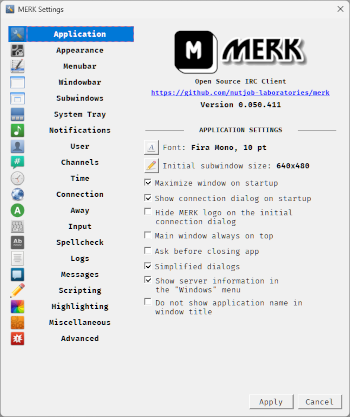 MERK Settings
Application
Appearance
Menubar
Windowbar
Subwindows
System Tray
Notifications
User
Channels
Time
Connection
Away
Input
Spellcheck
Logs
Messages
Scripting
Highlighting
Miscellaneous
Advanced
M MERK
Open Source IRC Client
https://github.com/nutjob-laboratories/merk
Version 0.050.411
APPLICATION SETTINGS
Font: Fira Mono, 10 pt
Initial subwindow size: 640x480
Maximize window on startup
Show connection dialog on startup
Hide MERK logo on the initial
connection dialog
Main window always on top
Ask before closing app
Simplified dialogs
Show server information in
the "Windows" menu
Do not show application name in
window title
Apply
Cancel